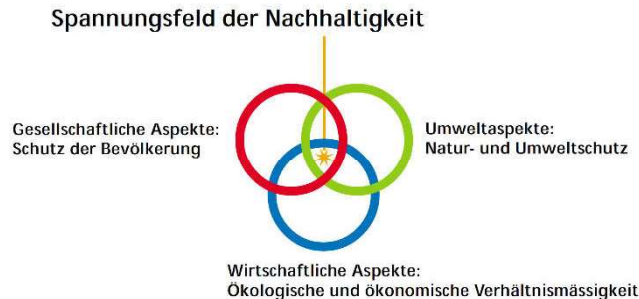 Spannungsfeld der Nachhaltigkeit
Gesellschaftliche Aspekte:
Schutz der Bevölkerung
Umweltaspekte:
Natur- und Umweltschutz
Wirtschaftliche Aspekte:
Ökologische und ökonomische Verhältnismässigkeit